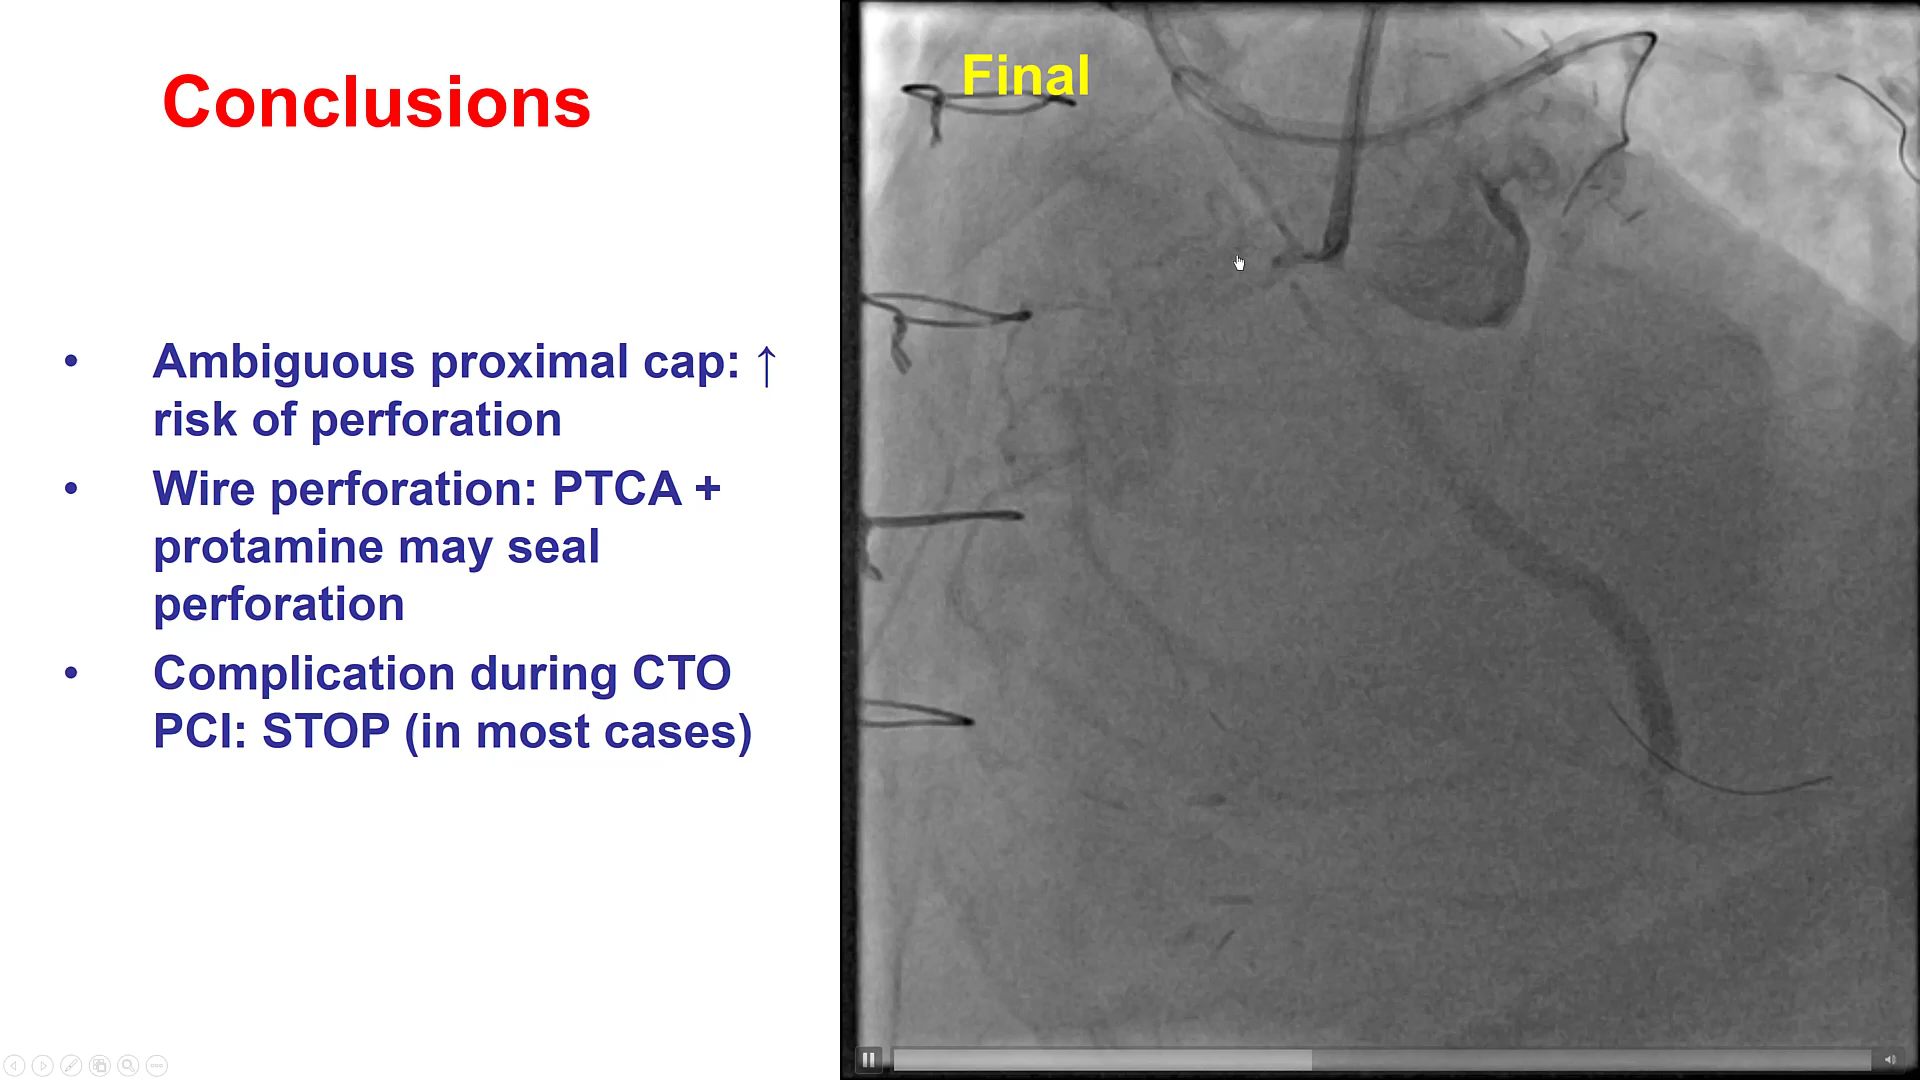 Conclusions
Final
• Ambiguous proximal cap: ↑
risk of perforation
• Wire perforation: PTCA +
protamine may seal
perforation
• Complication during CTO
PCI: STOP (in most cases)